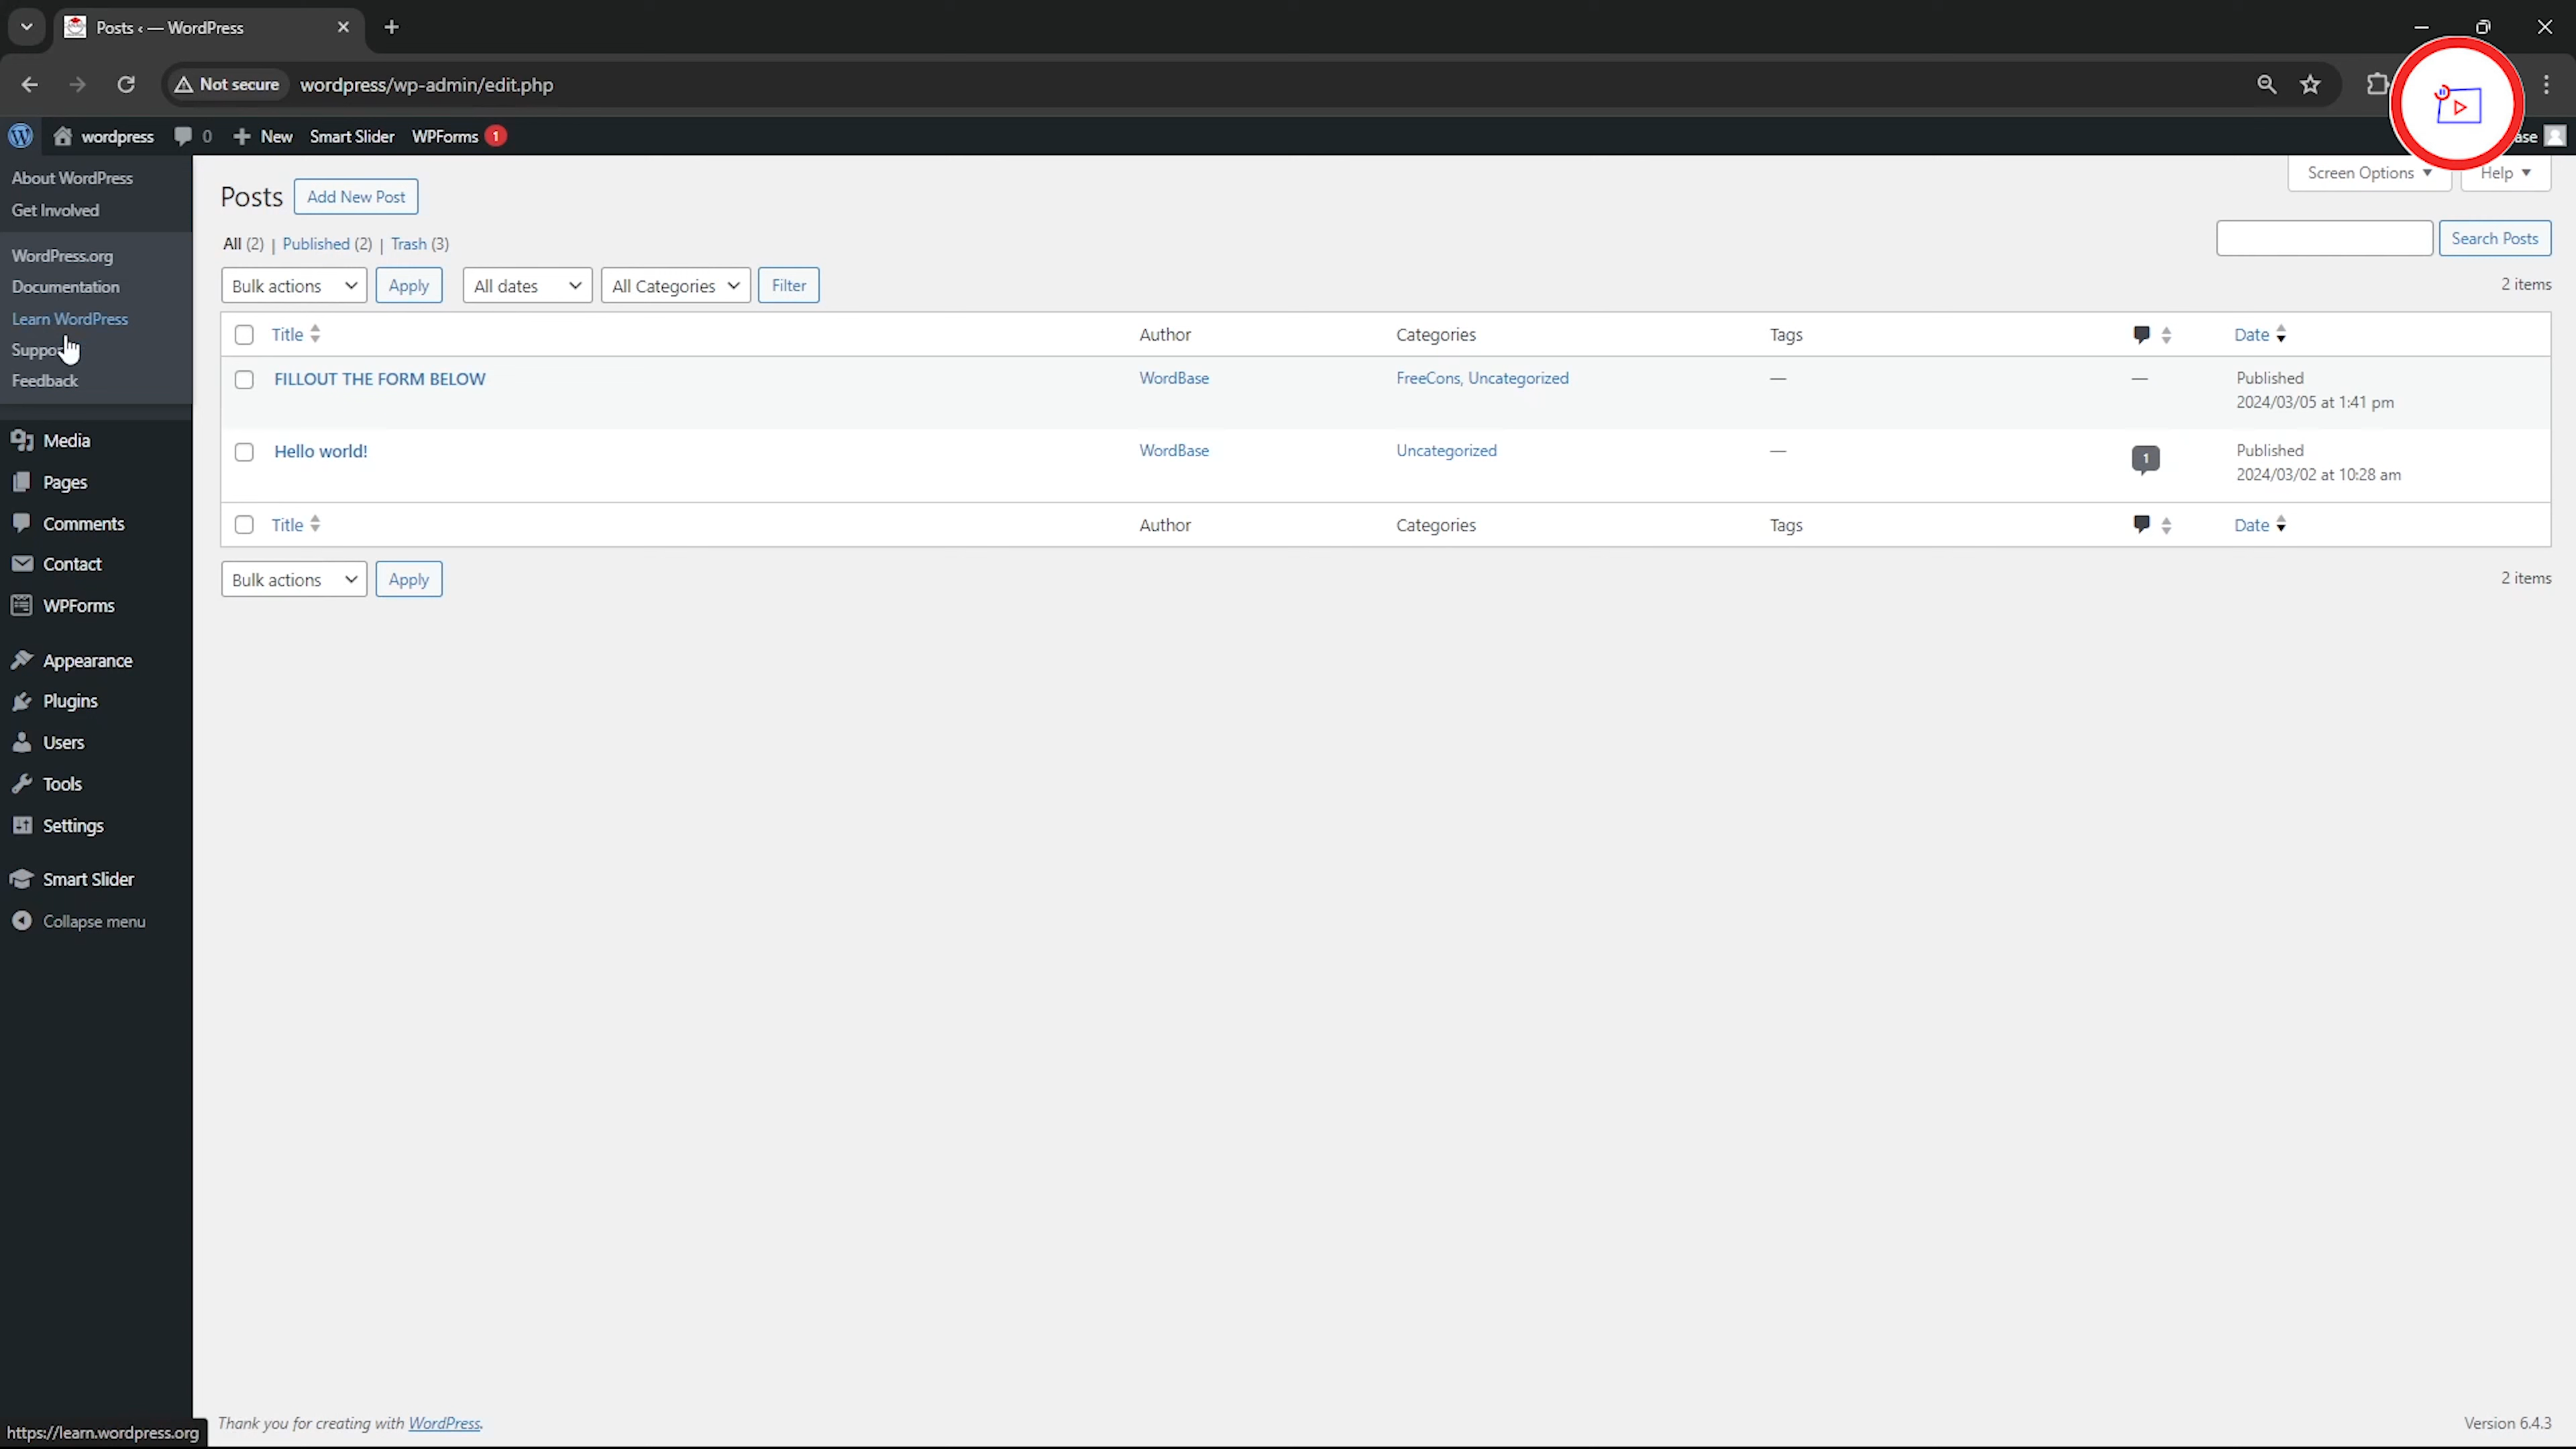 Posts ‹ — WordPress
Not secure
wordpress/wp-admin/edit.php
wordpress
0
New
Smart Slider
WPForms
1
About WordPress
Get Involved
WordPress.org
Documentation
Learn WordPress
Feedback
Media
Pages
Comments
Contact
WPForms
Appearance
Plugins
Users
Tools
Settings
Smart Slider
Collapse menu
Screen Options
Help
Posts
Add New Post
All (2) | Published (2) | Trash (3)
Search Posts
Bulk actions
Apply
All dates
All Categories
Filter
2 items
Title Author Categories Tags Date
FILLOUT THE FORM BELOW WordBase FreeCons, Uncategorized — — Published
2024/03/05 at 1:41 pm
Hello world! WordBase Uncategorized — 1 Published
2024/03/02 at 10:28 am
Title Author Categories Tags Date
Bulk actions
Apply
2 items
Thank you for creating with WordPress.
Version 6.4.3
https://learn.wordpress.org